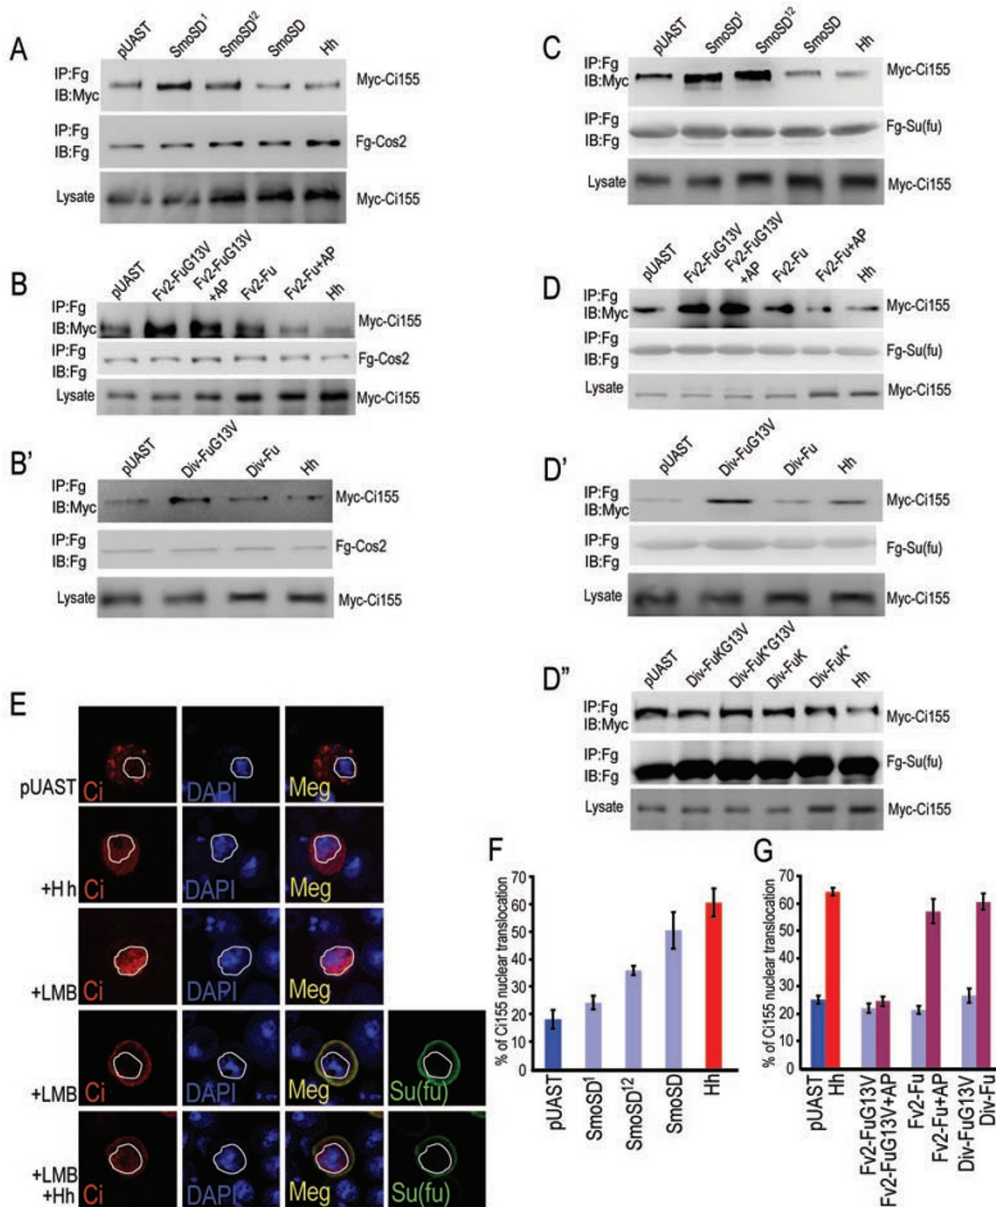 A
pUAST SmoSD¹ SmoSD¹² SmoSD Hh
IP:Fg
IB:Myc
Myc-Ci155
IP:Fg
IB:Fg
Fg-Cos2
Lysate
Myc-Ci155
B
pUAST Fv2-FuG13V Fv2-FuG13V +AP Fv2-Fu Fv2-Fu+AP Hh
IP:Fg
IB:Myc
Myc-Ci155
IP:Fg
IB:Fg
Fg-Cos2
Lysate
Myc-Ci155
B'
pUAST Div-FuG13V Div-Fu Hh
IP:Fg
IB:Myc
Myc-Ci155
IP:Fg
IB:Fg
Fg-Cos2
Lysate
Myc-Ci155
C
pUAST SmoSD¹ SmoSD¹² SmoSD Hh
IP:Fg
IB:Myc
Myc-Ci155
IP:Fg
IB:Fg
Fg-Su(fu)
Lysate
Myc-Ci155
D
pUAST Fv2-FuG13V Fv2-FuG13V +AP Fv2-Fu Fv2-Fu+AP Hh
IP:Fg
IB:Myc
Myc-Ci155
IP:Fg
IB:Fg
Fg-Su(fu)
Lysate
Myc-Ci155
D'
pUAST Div-FuG13V Div-Fu Hh
IP:Fg
IB:Myc
Myc-Ci155
IP:Fg
IB:Fg
Fg-Su(fu)
Lysate
Myc-Ci155
D"
pUAST Div-FuKG13V Div-FuK*G13V Div-FuK Div-FuK* Hh
IP:Fg
IB:Myc
Myc-Ci155
IP:Fg
IB:Fg
Fg-Su(fu)
Lysate
Myc-Ci155
E
pUAST Ci DAPI Meg
+Hh Ci DAPI Meg
+LMB Ci DAPI Meg
+LMB Ci DAPI Meg Su(fu)
+LMB
+Hh Ci DAPI Meg Su(fu)
F
% of Ci155 nuclear translocation
70
60
50
40
30
20
10
0
pUAST
SmoSD¹
SmoSD¹²
SmoSD
Hh
G
% of Ci155 nuclear translocation
70
60
50
40
30
20
10
0
pUAST
Hh
Fv2-FuG13V
Fv2-FuG13V+AP
Fv2-Fu
Fv2-Fu+AP
Div-FuG13V
Div-Fu